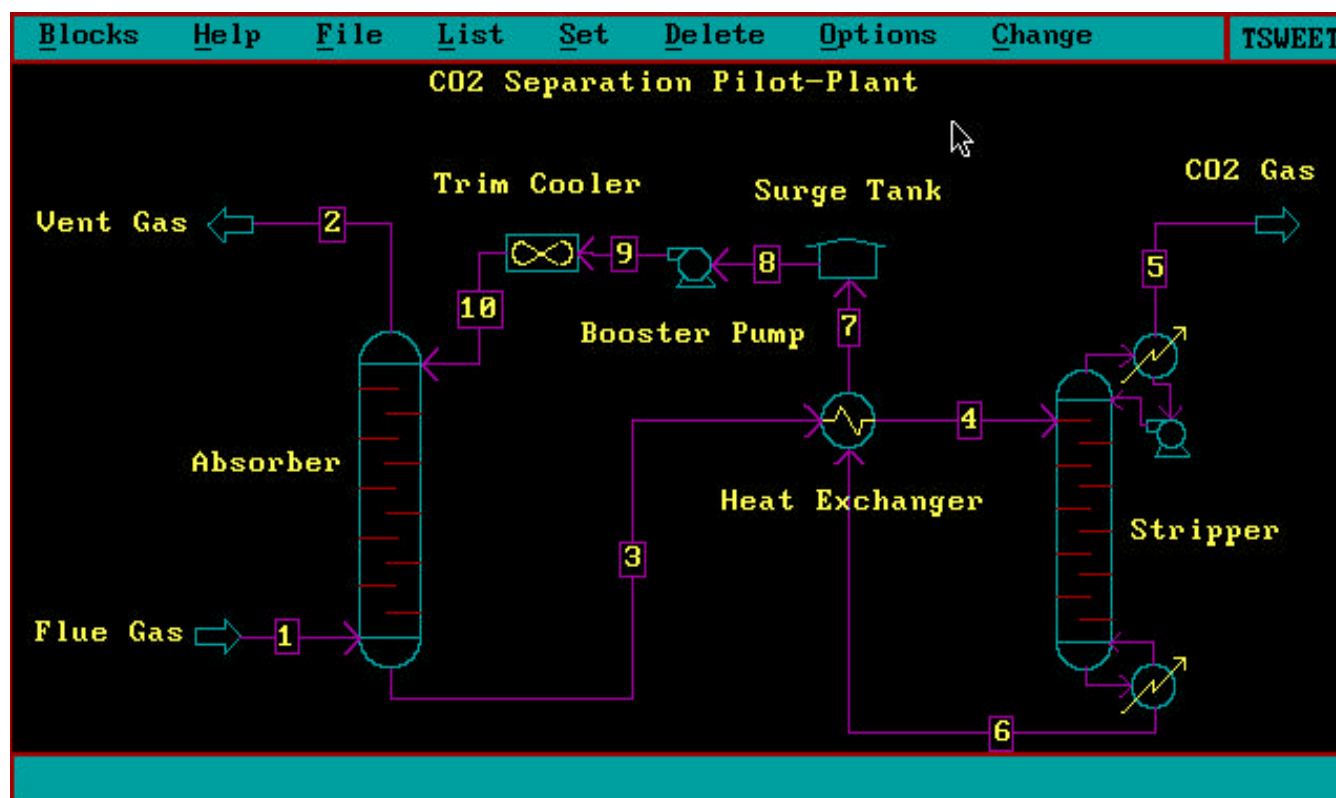 Blocks Help File List Set Delete Options Change TSWEET
CO2 Separation Pilot-Plant
CO2 Gas
Trim Cooler
Surge Tank
Vent Gas
2
9
8
5
10
7
Booster Pump
4
Absorber
Heat Exchanger
Stripper
3
Flue Gas
1
6